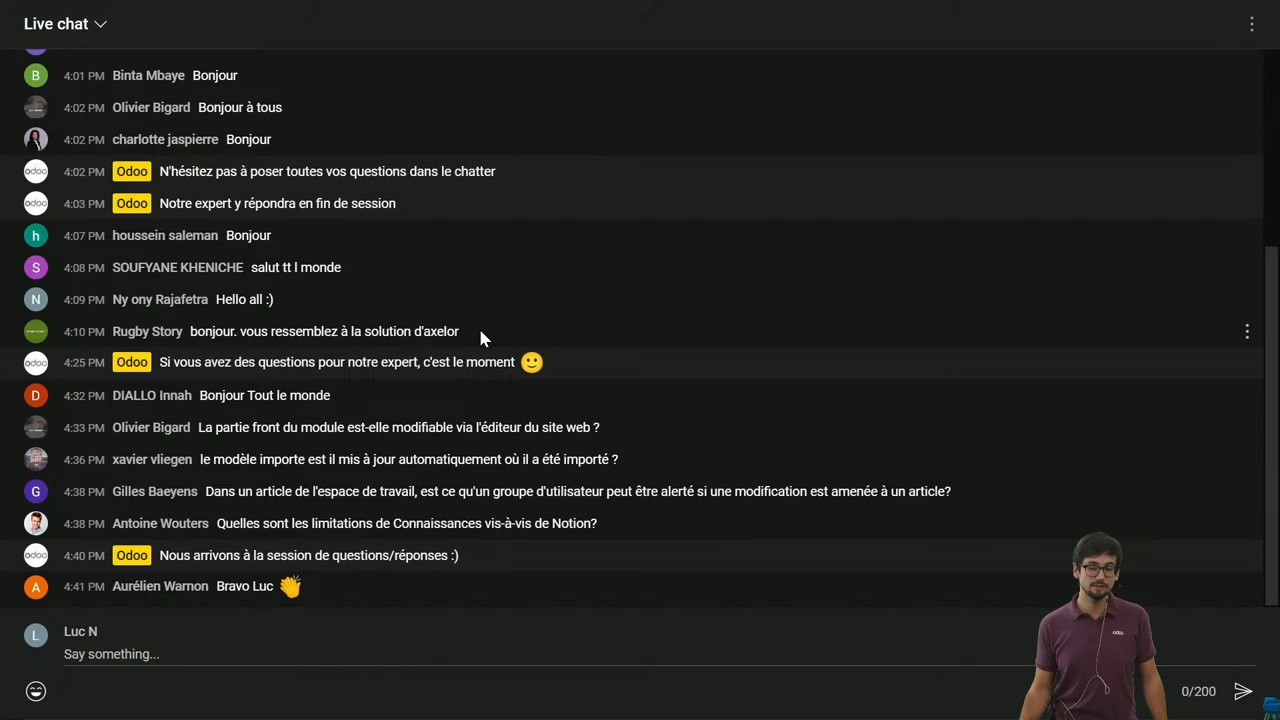 Live chat
B 4:01 PM Binta Mbaye Bonjour
4:02 PM Olivier Bigard Bonjour à tous
4:02 PM charlotte jaspierre Bonjour
odoo 4:02 PM Odoo N'hésitez pas à poser toutes vos questions dans le chatter
odoo 4:03 PM Odoo Notre expert y répondra en fin de session
h 4:07 PM houssein saleman Bonjour
S 4:08 PM SOUFYANE KHENICHE salut tt l monde
N 4:09 PM Ny ony Rajafetra Hello all :)
4:10 PM Rugby Story bonjour. vous ressemblez à la solution d'axelor
odoo 4:25 PM Odoo Si vous avez des questions pour notre expert, c'est le moment 🙂
D 4:32 PM DIALLO Innah Bonjour Tout le monde
4:33 PM Olivier Bigard La partie front du module est-elle modifiable via l'éditeur du site web ?
4:36 PM xavier vliegen le modèle importe est il mis à jour automatiquement où il a été importé ?
G 4:38 PM Gilles Baeyens Dans un article de l'espace de travail, est ce qu'un groupe d'utilisateur peut être alerté si une modification est amenée à un article?
4:38 PM Antoine Wouters Quelles sont les limitations de Connaissances vis-à-vis de Notion?
odoo 4:40 PM Odoo Nous arrivons à la session de questions/réponses :)
A 4:41 PM Aurélien Warnon Bravo Luc 👏
L Luc N
Say something...
0/200
odoo